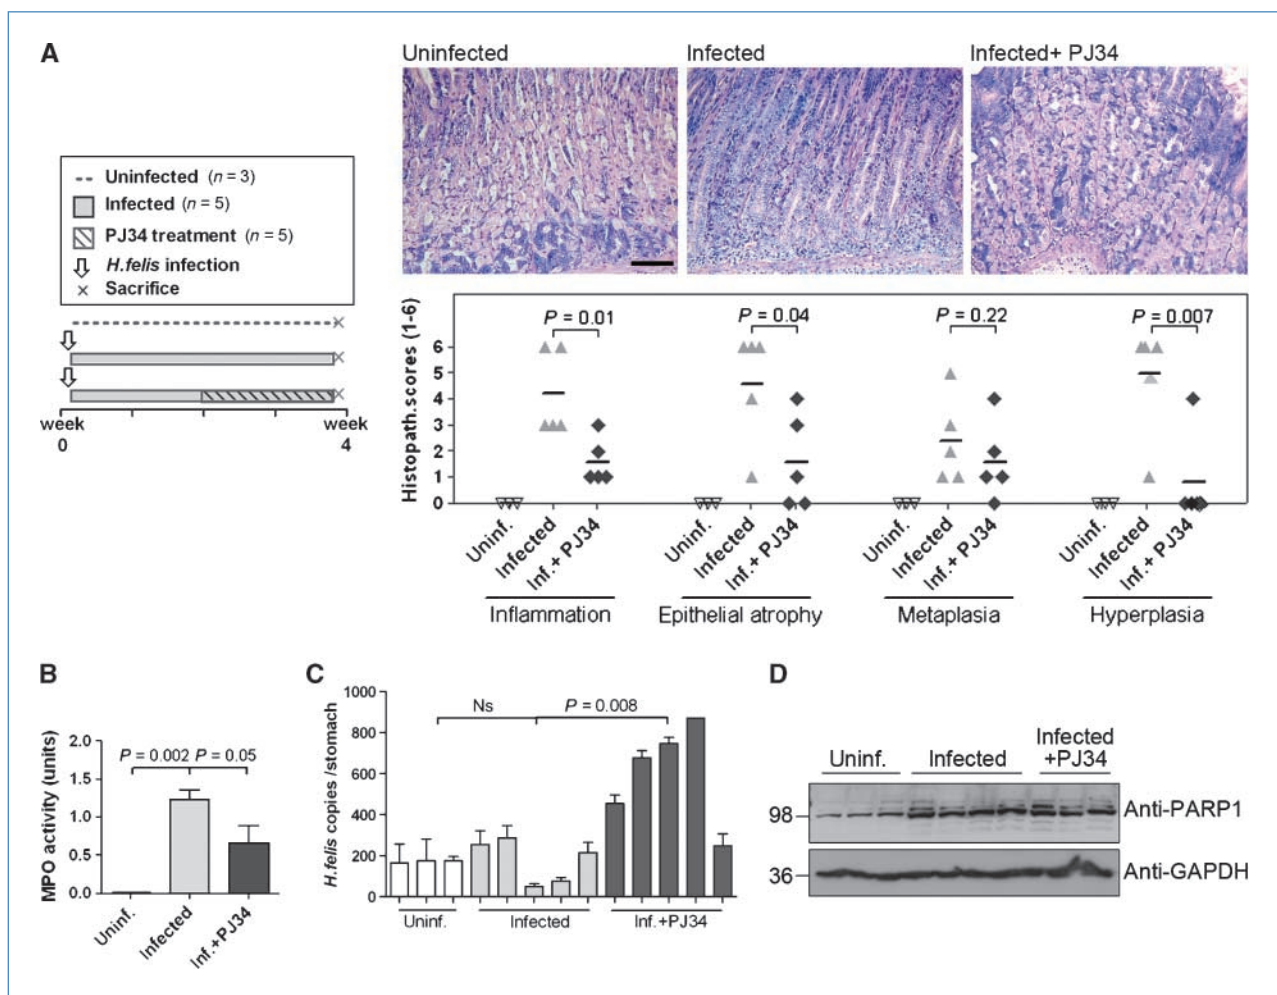 A
Uninfected
Infected
Infected+ PJ34
Uninfected (n = 3)
Infected (n = 5)
PJ34 treatment (n = 5)
H.felis infection
Sacrifice
week
0
week
4
Histopath.scores (1-6)
6
5
4
3
2
1
0
P = 0.01
P = 0.04
P = 0.22
P = 0.007
Uninf.
Infected
Inf.+ PJ34
Uninf.
Infected
Inf.+ PJ34
Uninf.
Infected
Inf.+ PJ34
Uninf.
Infected
Inf.+ PJ34
Inflammation
Epithelial atrophy
Metaplasia
Hyperplasia
B
MPO activity (units)
2.0
1.5
1.0
0.5
0.0
P = 0.002
P = 0.05
Uninf.
Infected
Inf.+PJ34
C
H.felis copies /stomach
1000
800
600
400
200
0
Ns
P = 0.008
Uninf.
Infected
Inf.+PJ34
D
Uninf.
Infected
Infected
+PJ34
98
Anti-PARP1
36
Anti-GAPDH